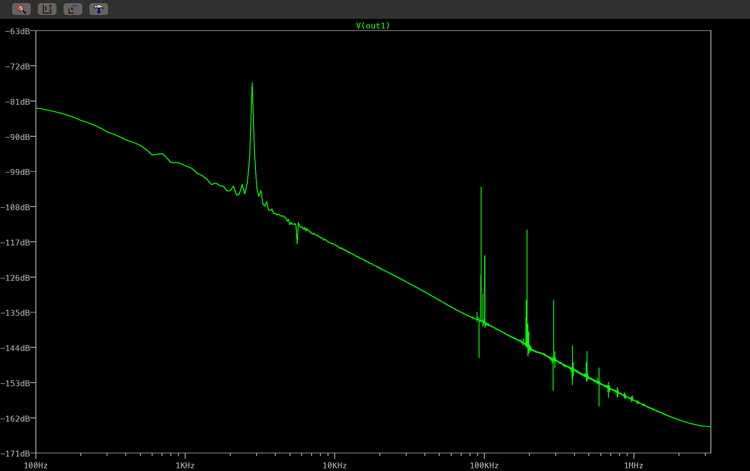 V(out1)
-63dB
-72dB
-81dB
-90dB
-99dB
-108dB
-117dB
-126dB
-135dB
-144dB
-153dB
-162dB
-171dB
100Hz 1KHz 10KHz 100KHz 1MHz